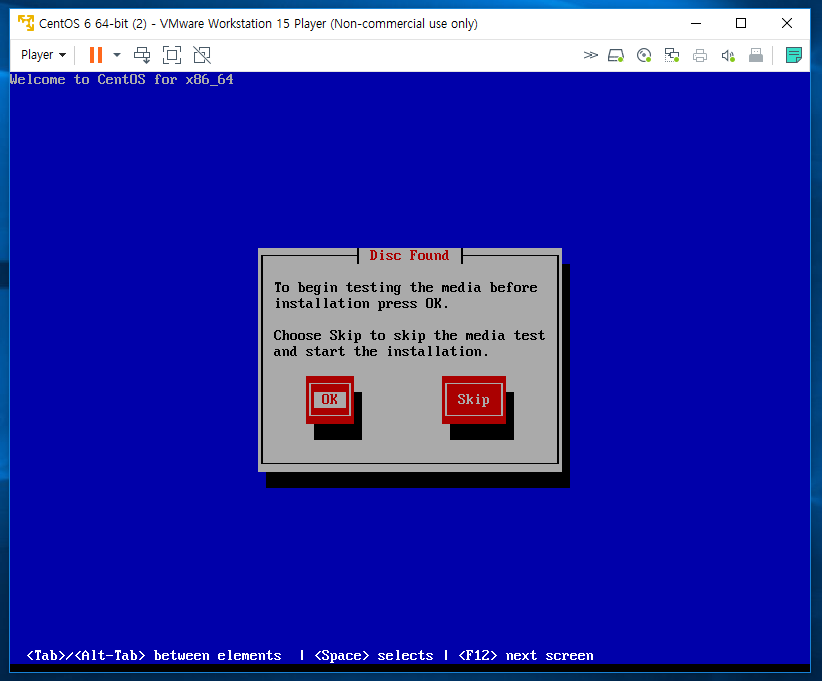 CentOS 6 64-bit (2) - VMware Workstation 15 Player (Non-commercial use only)
Player
Welcome to CentOS for x86_64
Disc Found
To begin testing the media before
installation press OK.
Choose Skip to skip the media test
and start the installation.
OK
Skip
<Tab>/<Alt-Tab> between elements | <Space> selects | <F12> next screen